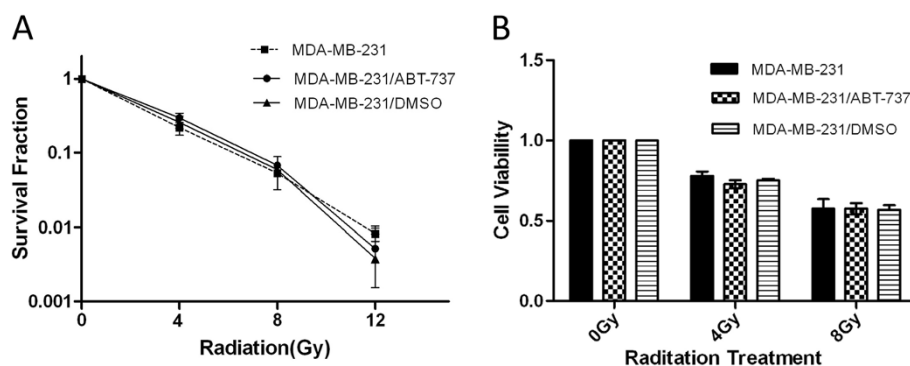 A
MDA-MB-231
MDA-MB-231/ABT-737
MDA-MB-231/DMSO
Survival Fraction
1
0.1
0.01
0.001
0
4
8
12
Radiation(Gy)
B
MDA-MB-231
MDA-MB-231/ABT-737
MDA-MB-231/DMSO
Cell Viabillity
1.5
1.0
0.5
0.0
0Gy
4Gy
8Gy
Raditation Treatment